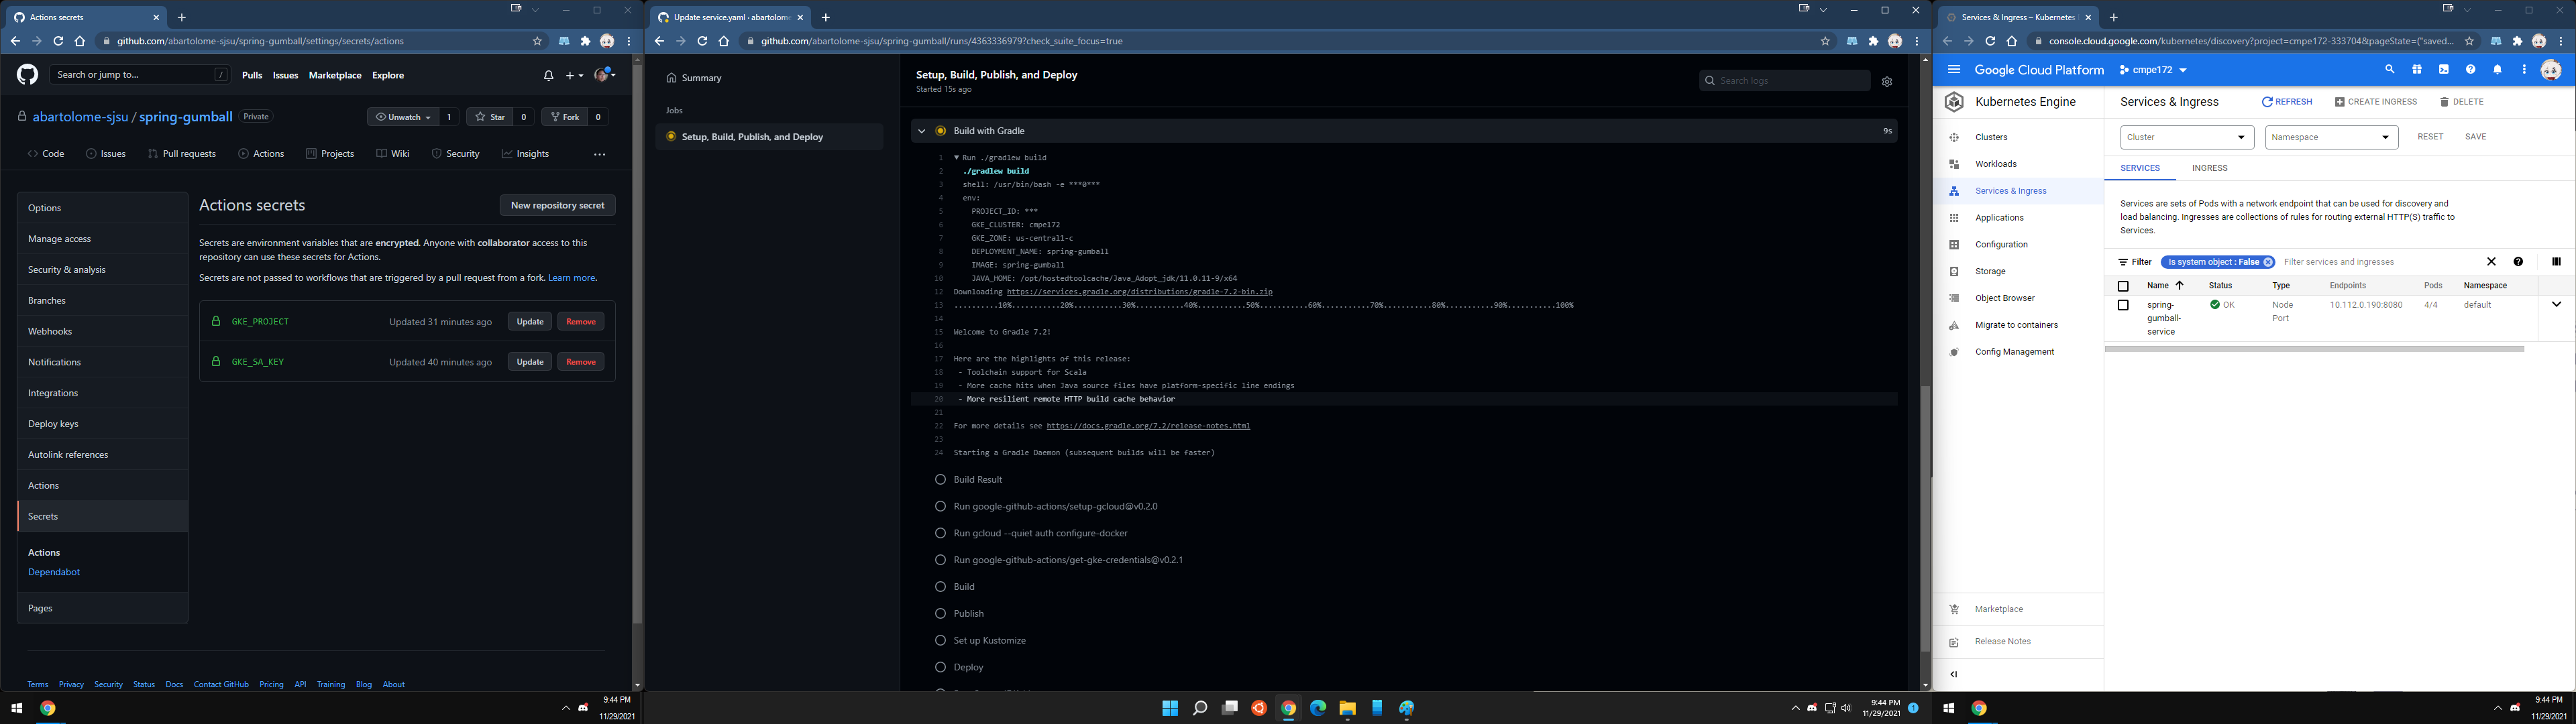 Actions secrets
github.com/abartolome-sjsu/spring-gumball/settings/secrets/actions
Search or jump to...
/
Pulls Issues Marketplace Explore
abartolome-sjsu / spring-gumball Private
Unwatch 1 Star 0 Fork 0
Code Issues Pull requests Actions Projects Wiki Security Insights ...
Options
Manage access
Security & analysis
Branches
Webhooks
Notifications
Integrations
Deploy keys
Autolink references
Actions
Secrets
Actions
Dependabot
Pages
Actions secrets
New repository secret
Secrets are environment variables that are encrypted. Anyone with collaborator access to this
repository can use these secrets for Actions.
Secrets are not passed to workflows that are triggered by a pull request from a fork. Learn more.
GKE_PROJECT Updated 31 minutes ago Update Remove
GKE_SA_KEY Updated 40 minutes ago Update Remove
Terms Privacy Security Status Docs Contact GitHub Pricing API Training Blog About
9:44 PM
11/29/2021
Update service.yaml · abartolome
github.com/abartolome-sjsu/spring-gumball/runs/4363336979?check_suite_focus=true
Summary
Jobs
Setup, Build, Publish, and Deploy
Setup, Build, Publish, and Deploy
Started 15s ago
Search logs
Build with Gradle 9s
1 ▼ Run ./gradlew build
2 ./gradlew build
3 shell: /usr/bin/bash -e ***0***
4 env:
5 PROJECT_ID: ***
6 GKE_CLUSTER: cmpe172
7 GKE_ZONE: us-central1-c
8 DEPLOYMENT_NAME: spring-gumball
9 IMAGE: spring-gumball
10 JAVA_HOME: /opt/hostedtoolcache/Java_Adopt_jdk/11.0.11-9/x64
12 Downloading https://services.gradle.org/distributions/gradle-7.2-bin.zip
13 ..........10%...........20%...........30%...........40%...........50%...........60%...........70%...........80%...........90%...........100%
14
15 Welcome to Gradle 7.2!
16
17 Here are the highlights of this release:
18 - Toolchain support for Scala
19 - More cache hits when Java source files have platform-specific line endings
20 - More resilient remote HTTP build cache behavior
21
22 For more details see https://docs.gradle.org/7.2/release-notes.html
23
24 Starting a Gradle Daemon (subsequent builds will be faster)
Build Result
Run google-github-actions/setup-gcloud@v0.2.0
Run gcloud --quiet auth configure-docker
Run google-github-actions/get-gke-credentials@v0.2.1
Build
Publish
Set up Kustomize
Deploy
9:44 PM
11/29/2021
1
Services & Ingress – Kubernetes
console.cloud.google.com/kubernetes/discovery?project=cmpe172-333704&pageState=("saved...
Google Cloud Platform cmpe172
Kubernetes Engine
Clusters
Workloads
Services & Ingress
Applications
Configuration
Storage
Object Browser
Migrate to containers
Config Management
Marketplace
Release Notes
Services & Ingress REFRESH CREATE INGRESS DELETE
Cluster Namespace RESET SAVE
SERVICES INGRESS
Services are sets of Pods with a network endpoint that can be used for discovery and
load balancing. Ingresses are collections of rules for routing external HTTP(S) traffic to
Services.
Filter Is system object : False Filter services and ingresses
Name Status Type Endpoints Pods Namespace
spring- OK Node 10.112.0.190:8080 4/4 default
gumball- Port
service
9:44 PM
11/29/2021